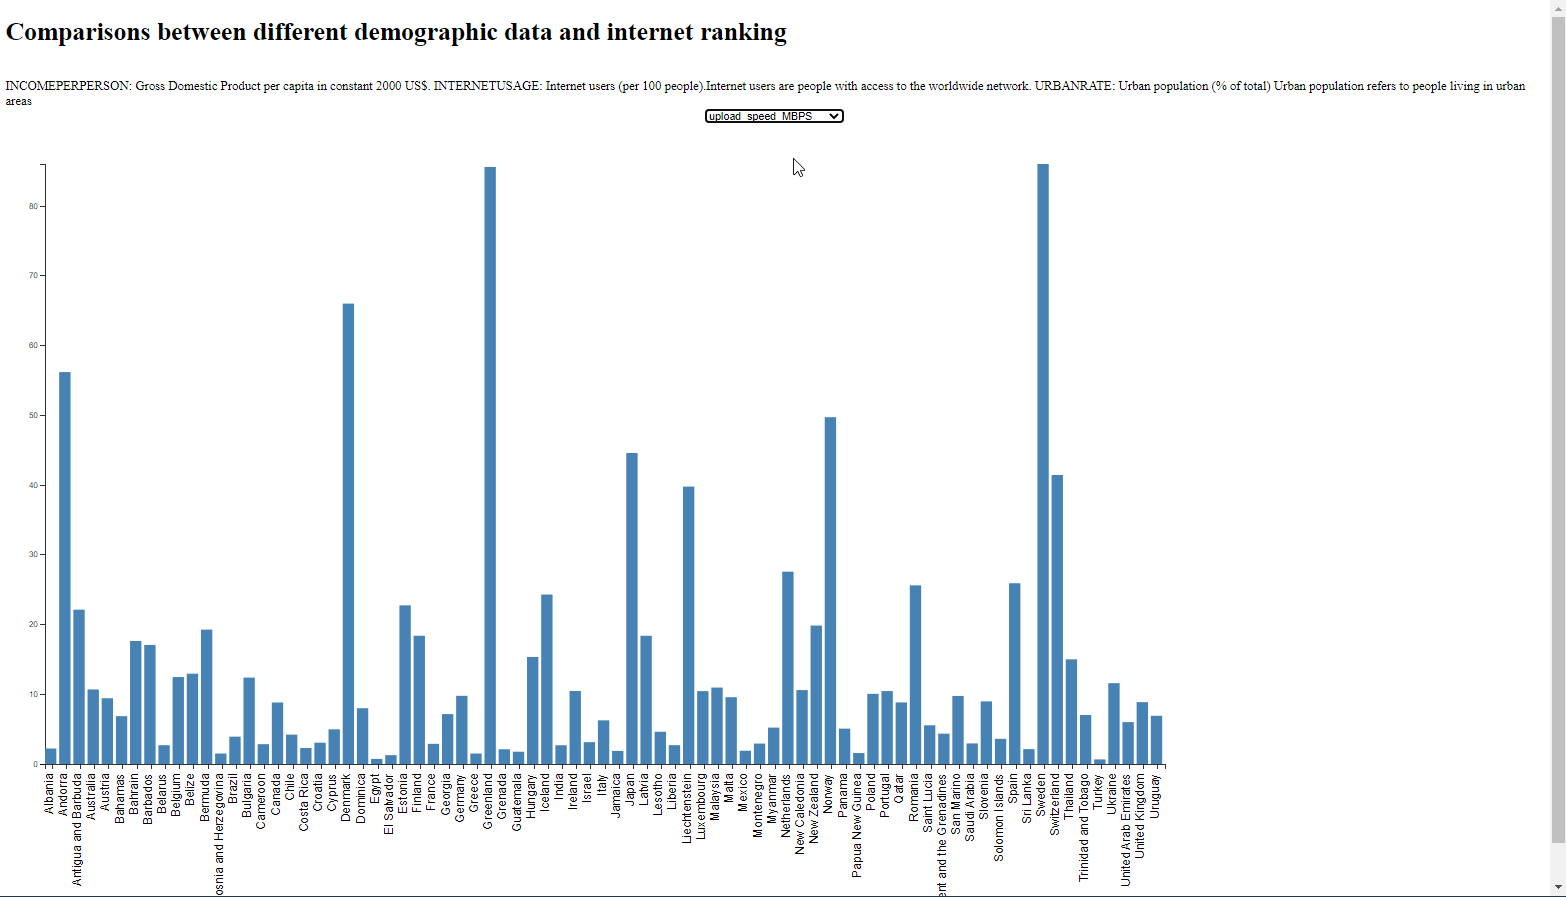 Comparisons between different demographic data and internet ranking
INCOMEPERPERSON: Gross Domestic Product per capita in constant 2000 US$. INTERNETUSAGE: Internet users (per 100 people).Internet users are people with access to the worldwide network. URBANRATE: Urban population (% of total) Urban population refers to people living in urban
areas
upload_speed_MBPS
80
70
60
50
40
30
20
10
0
Albania
Andorra
Antigua and Barbuda
Australia
Austria
Bahamas
Bahrain
Barbados
Belarus
Belgium
Belize
Bermuda
osnia and Herzegowina
Brazil
Bulgaria
Cameroon
Canada
Chile
Costa Rica
Croatia
Cyprus
Denmark
Dominica
Egypt
El Salvador
Estonia
Finland
France
Georgia
Germany
Greece
Greenland
Grenada
Guatemala
Hungary
Iceland
India
Ireland
Israel
Italy
Jamaica
Japan
Latvia
Lesotho
Liberia
Liechtenstein
Luxembourg
Malaysia
Malta
Mexico
Montenegro
Myanmar
Netherlands
New Caledonia
New Zealand
Norway
Panama
Papua New Guinea
Poland
Portugal
Qatar
Romania
Saint Lucia
ent and the Grenadines
San Marino
Saudi Arabia
Slovenia
Solomon Islands
Spain
Sri Lanka
Sweden
Switzerland
Thailand
Trinidad and Tobago
Turkey
Ukraine
United Arab Emirates
United Kingdom
Uruguay